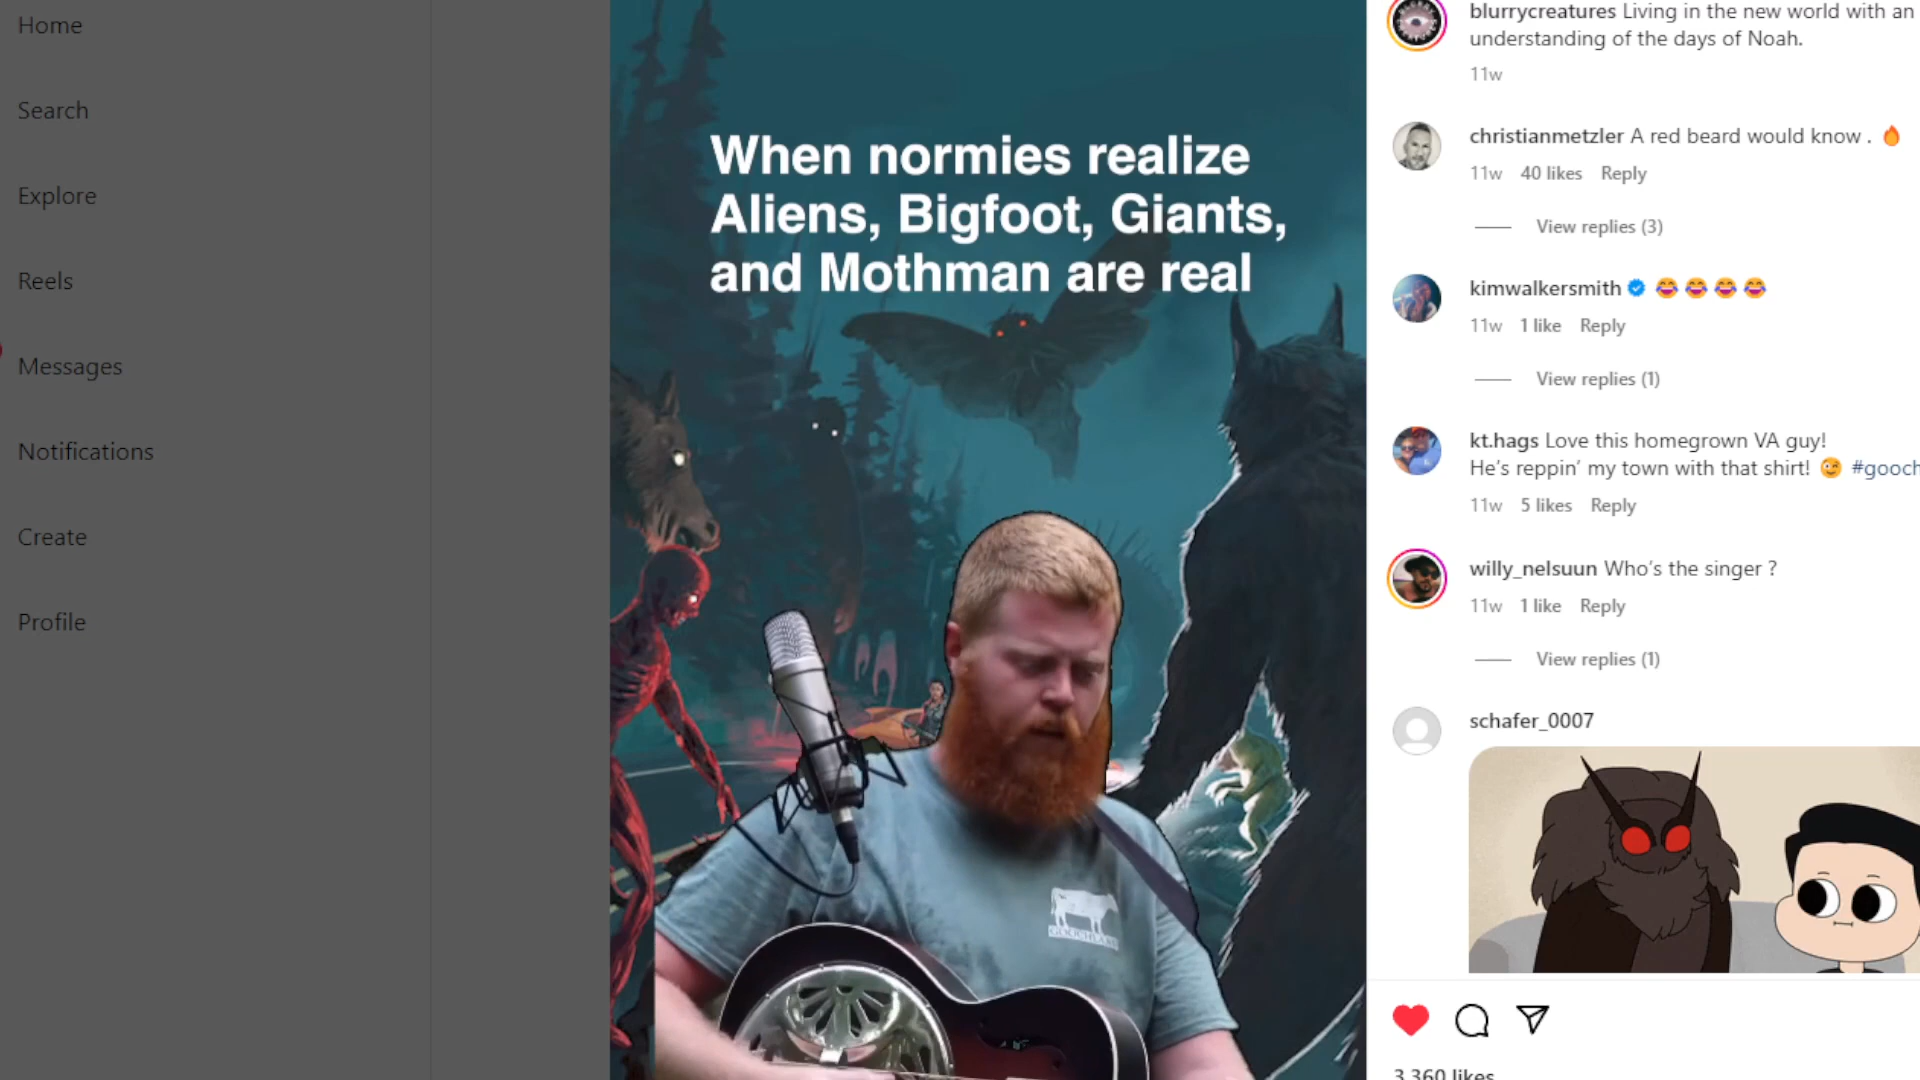 Home
Search
Explore
Reels
Messages
Notifications
Create
Profile
When normies realize
Aliens, Bigfoot, Giants,
and Mothman are real
GOOCHLAND
blurrycreatures Living in the new world with an
understanding of the days of Noah.
11w
christianmetzler A red beard would know . 🔥
11w 40 likes Reply
View replies (3)
kimwalkersmith 😂😂😂😂
11w 1 like Reply
View replies (1)
kt.hags Love this homegrown VA guy!
He’s reppin’ my town with that shirt! 😉 #gooch
11w 5 likes Reply
willy_nelsuun Who’s the singer ?
11w 1 like Reply
View replies (1)
schafer_0007
3,360 likes